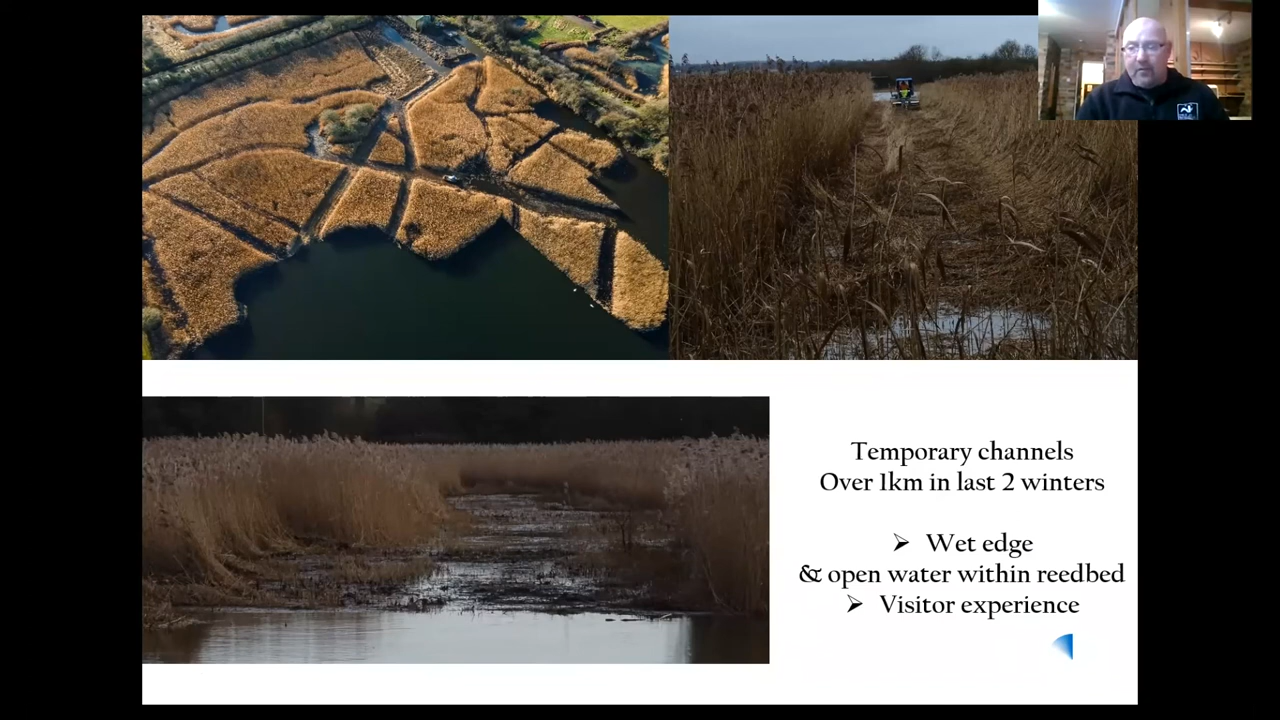 Temporary channels
Over 1km in last 2 winters
➢ Wet edge
& open water within reedbed
➢ Visitor experience